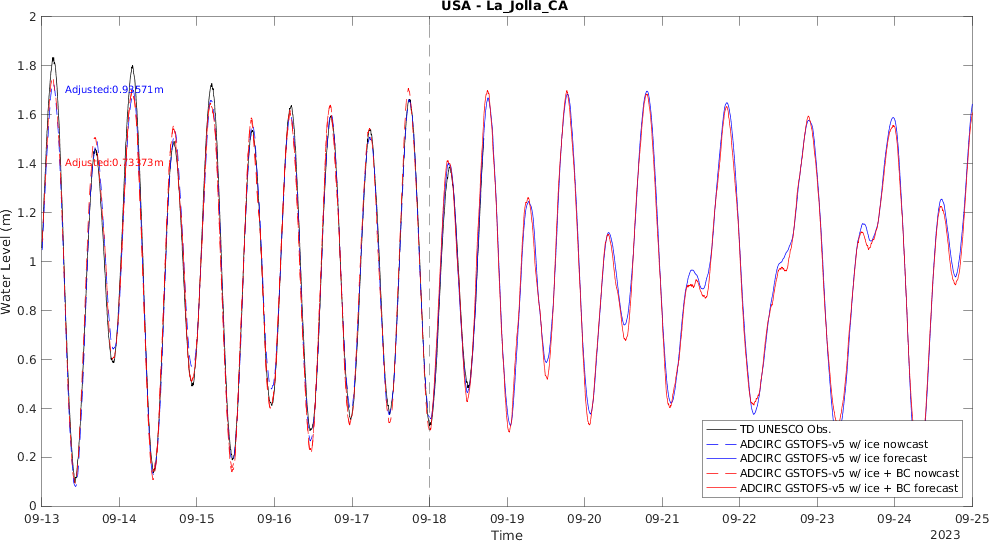 USA - La_Jolla_CA
Water Level (m)
2
1.8
1.6
1.4
1.2
1
0.8
0.6
0.4
0.2
0
Adjusted:0.93571m
Adjusted:0.73373m
TD UNESCO Obs.
ADCIRC GSTOFS-v5 w/ ice nowcast
ADCIRC GSTOFS-v5 w/ ice forecast
ADCIRC GSTOFS-v5 w/ ice + BC nowcast
ADCIRC GSTOFS-v5 w/ ice + BC forecast
09-13 09-14 09-15 09-16 09-17 09-18 09-19 09-20 09-21 09-22 09-23 09-24 09-25
Time
2023